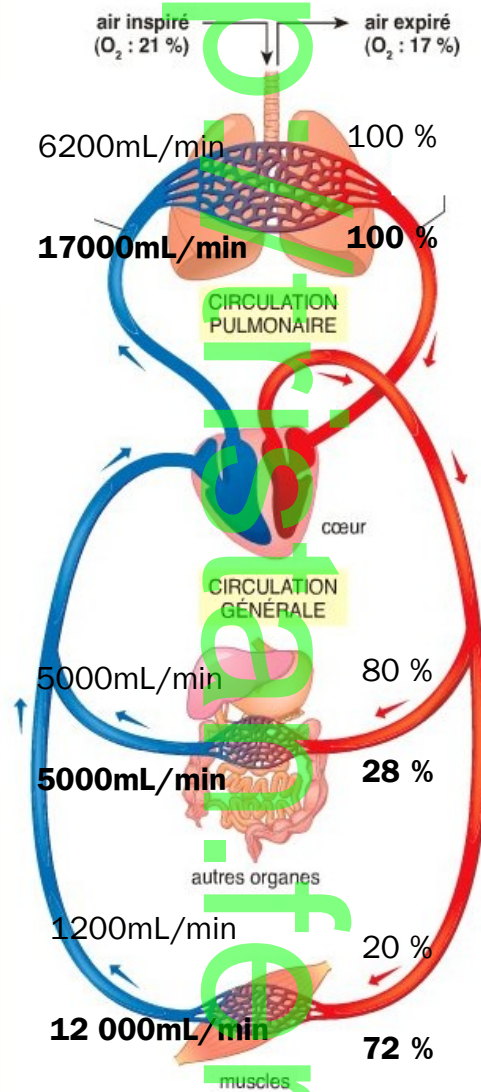 air inspiré
(O₂ : 21 %)
air expiré
(O₂ : 17 %)
6200mL/min
100 %
17000mL/min
100 %
CIRCULATION
PULMONAIRE
cœur
CIRCULATION
GÉNÉRALE
5000mL/min
80 %
5000mL/min
28 %
autres organes
1200mL/min
20 %
12 000mL/min
72 %
muscles